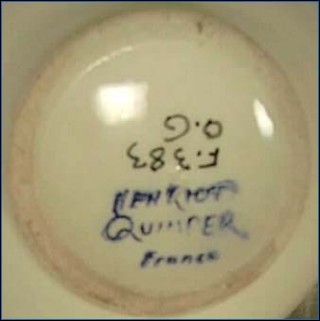 F.383
O.G
HENRIOT
QUIMPER
France